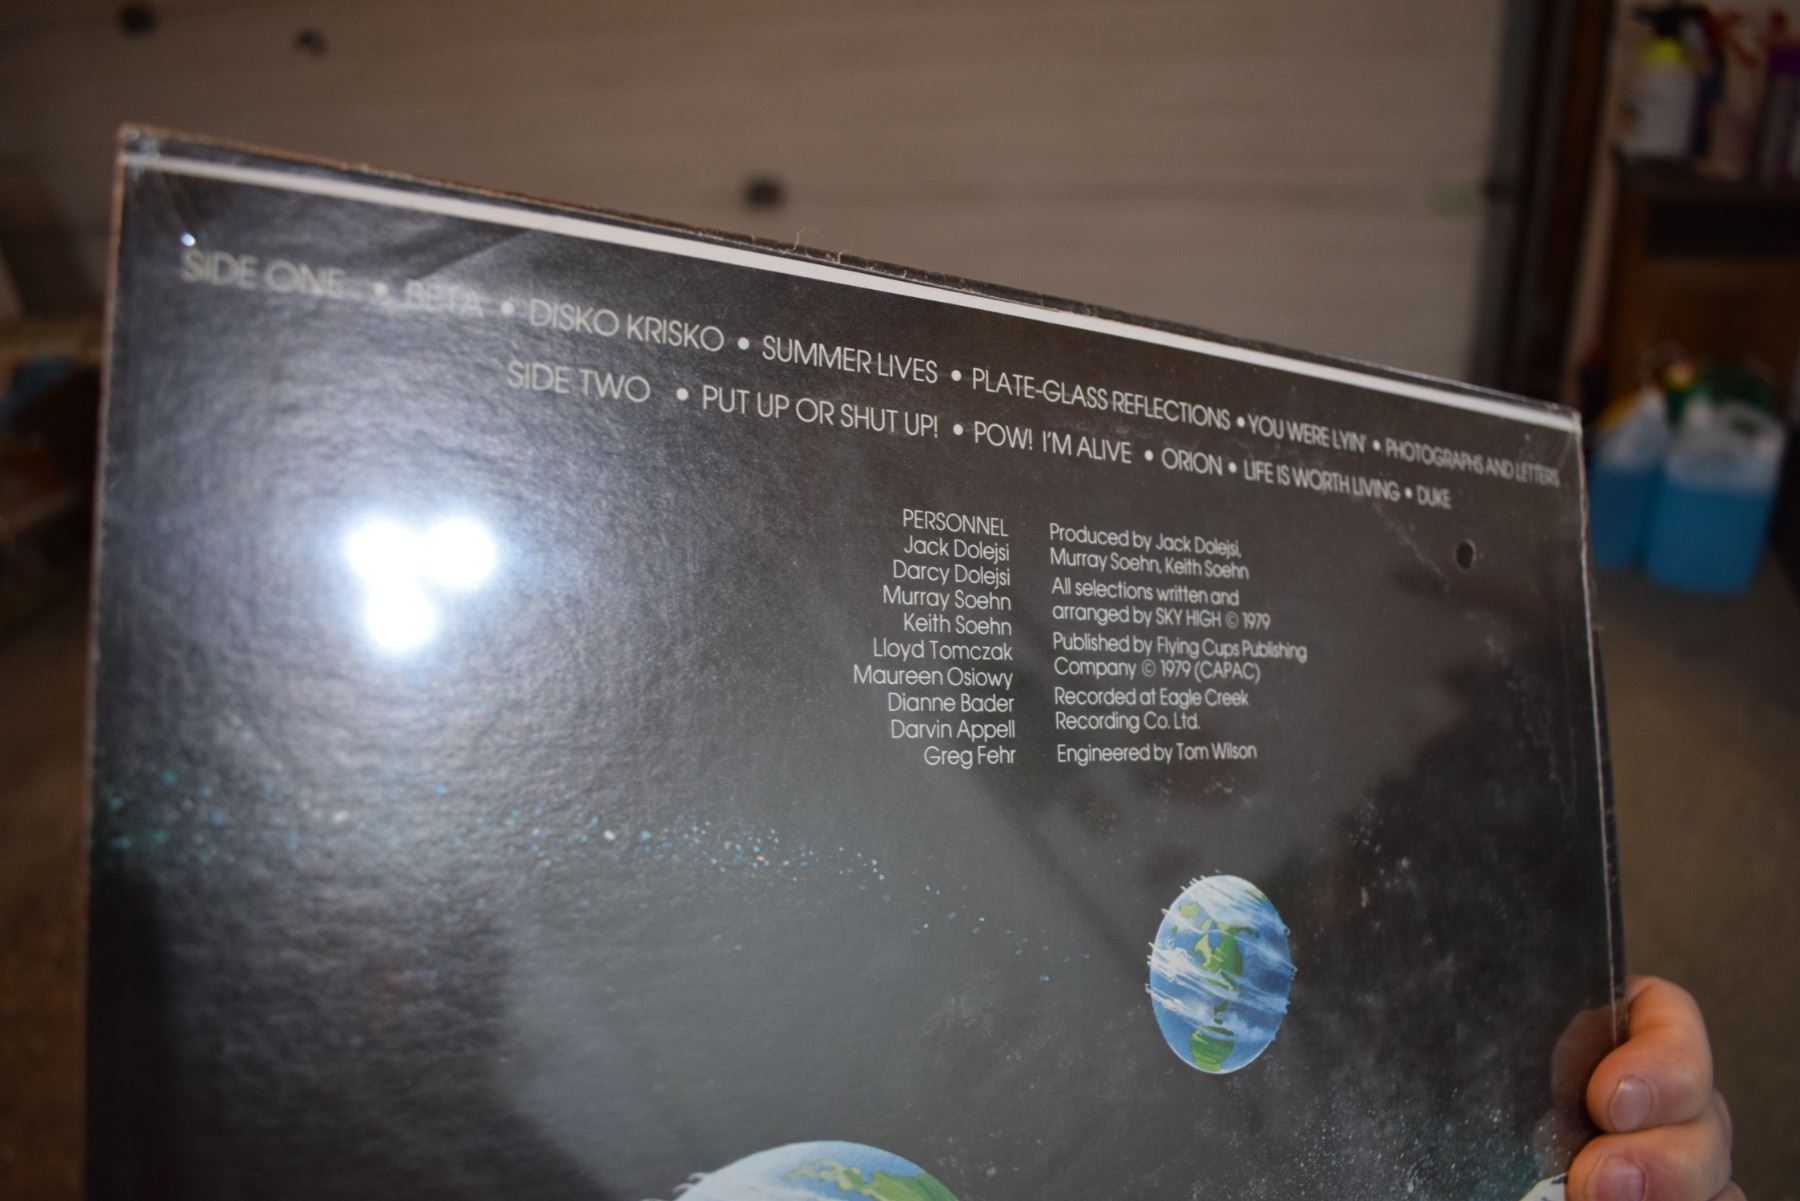 SIDE ONE • BETA • DISKO KRISKO • SUMMER LIVES • PLATE-GLASS REFLECTIONS • YOU WERE LYIN' • PHOTOGRAPHS AND LETTERS
SIDE TWO • PUT UP OR SHUT UP! • POW! I'M ALIVE • ORION • LIFE IS WORTH LIVING • DUKE
PERSONNEL
Jack Dolejsi
Darcy Dolejsi
Murray Soehn
Keith Soehn
Lloyd Tomczak
Maureen Osiowy
Dianne Bader
Darvin Appell
Greg Fehr
Produced by Jack Dolejsi,
Murray Soehn, Keith Soehn
All selections written and
arranged by SKY HIGH © 1979
Published by Flying Cups Publishing
Company © 1979 (CAPAC)
Recorded at Eagle Creek
Recording Co. Ltd.
Engineered by Tom Wilson